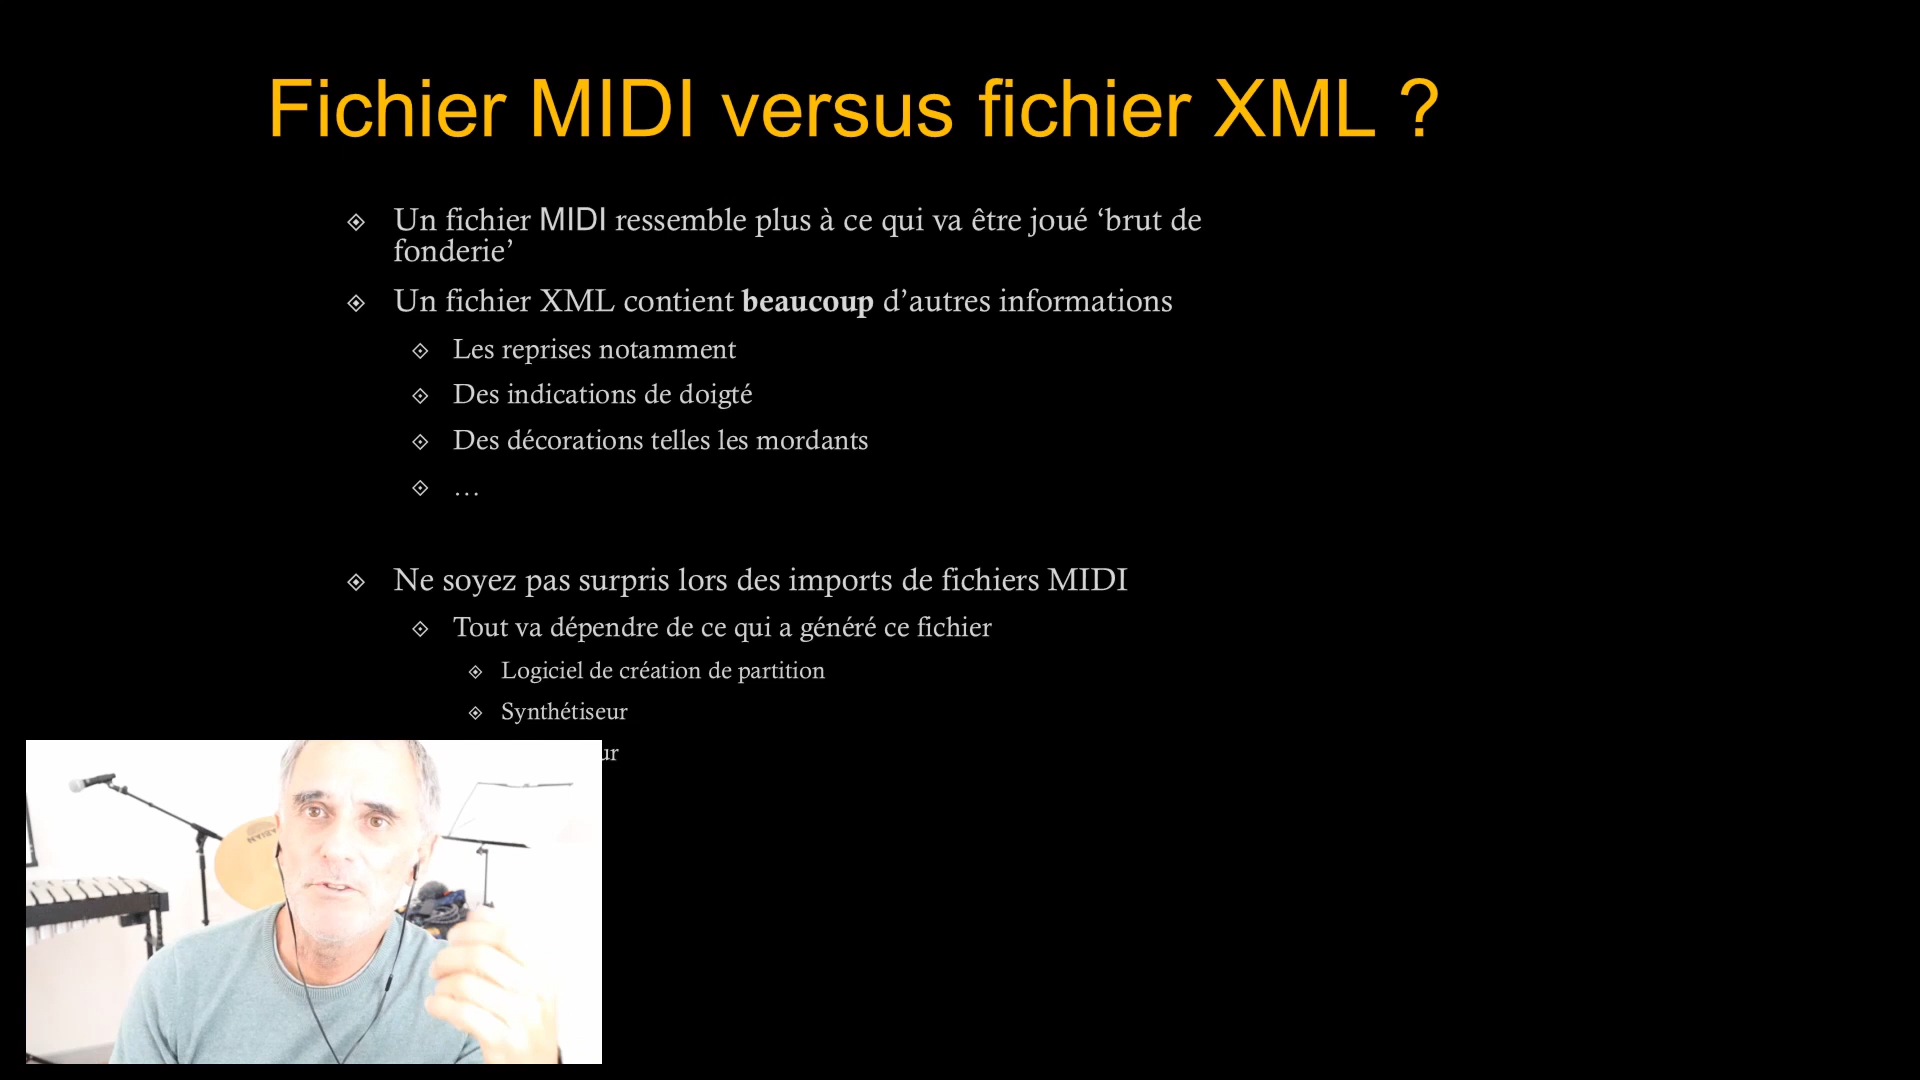 Fichier MIDI versus fichier XML ?
Un fichier MIDI ressemble plus à ce qui va être joué ‘brut de
fonderie’
Un fichier XML contient beaucoup d’autres informations
Les reprises notamment
Des indications de doigté
Des décorations telles les mordants
…
Ne soyez pas surpris lors des imports de fichiers MIDI
Tout va dépendre de ce qui a généré ce fichier
Logiciel de création de partition
Synthétiseur